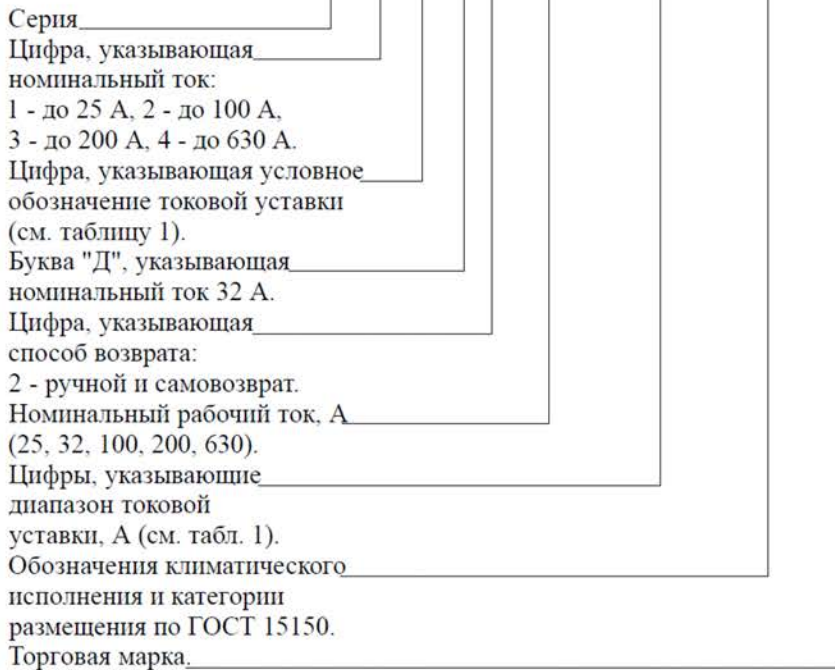 Серия
Цифра, указывающая
номинальный ток:
1 - до 25 А, 2 - до 100 А,
3 - до 200 А, 4 - до 630 А.
Цифра, указывающая условное
обозначение токовой уставки
(см. таблицу 1).
Буква "Д", указывающая
номинальный ток 32 А.
Цифра, указывающая
способ возврата:
2 - ручной и самовозврат.
Номинальный рабочий ток, А
(25, 32, 100, 200, 630).
Цифры, указывающие
диапазон токовой
уставки, А (см. табл. 1).
Обозначения климатического
исполнения и категории
размещения по ГОСТ 15150.
Торговая марка.